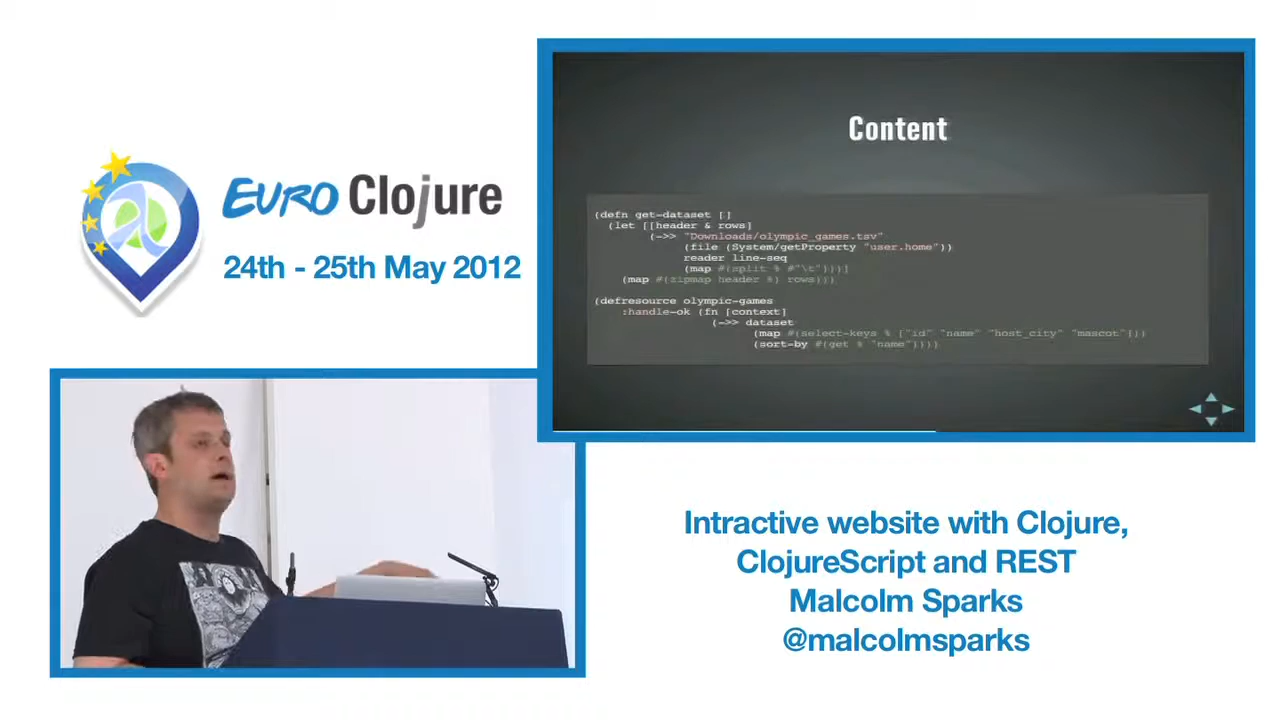 EURO Clojure
24th - 25th May 2012
Content
(defn get-dataset []
(let [[header & rows]
(->> "Downloads/olympic_games.tsv"
(file (System/getProperty "user.home"))
reader line-seq
(map #(split % #"\t")))]
(map #(zipmap header %) rows)))
(defresource olympic-games
:handle-ok (fn [context]
(->> dataset
(map #(select-keys % ["id" "name" "host_city" "mascot"]))
(sort-by #(get % "name"))))
Intractive website with Clojure,
ClojureScript and REST
Malcolm Sparks
@malcolmsparks